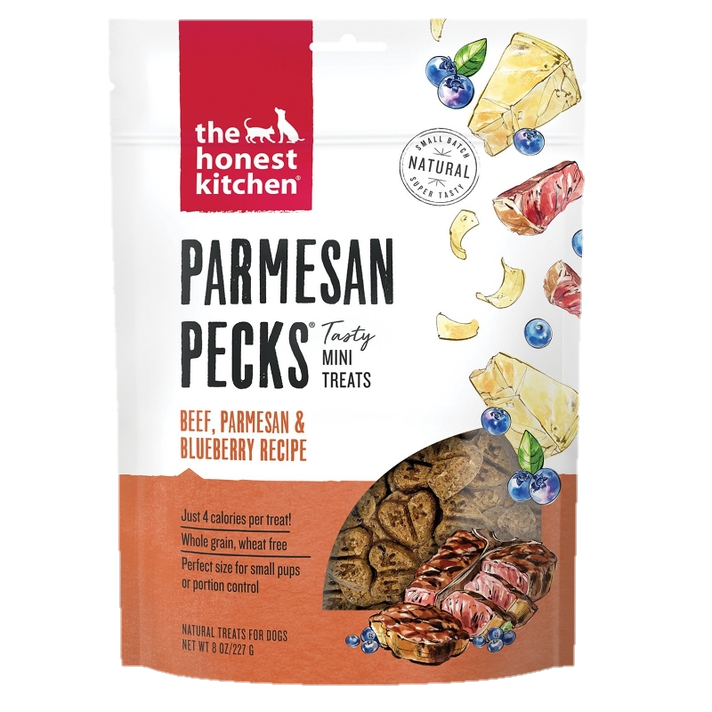 the
honest
kitchen®
SMALL BATCH
NATURAL
SUPER TASTY
PARMESAN
PECKS®
Tasty
MINI
TREATS
BEEF, PARMESAN &
BLUEBERRY RECIPE
Just 4 calories per treat!
Whole grain, wheat free
Perfect size for small pups
or portion control
NATURAL TREATS FOR DOGS
NET WT 8 OZ/227 G